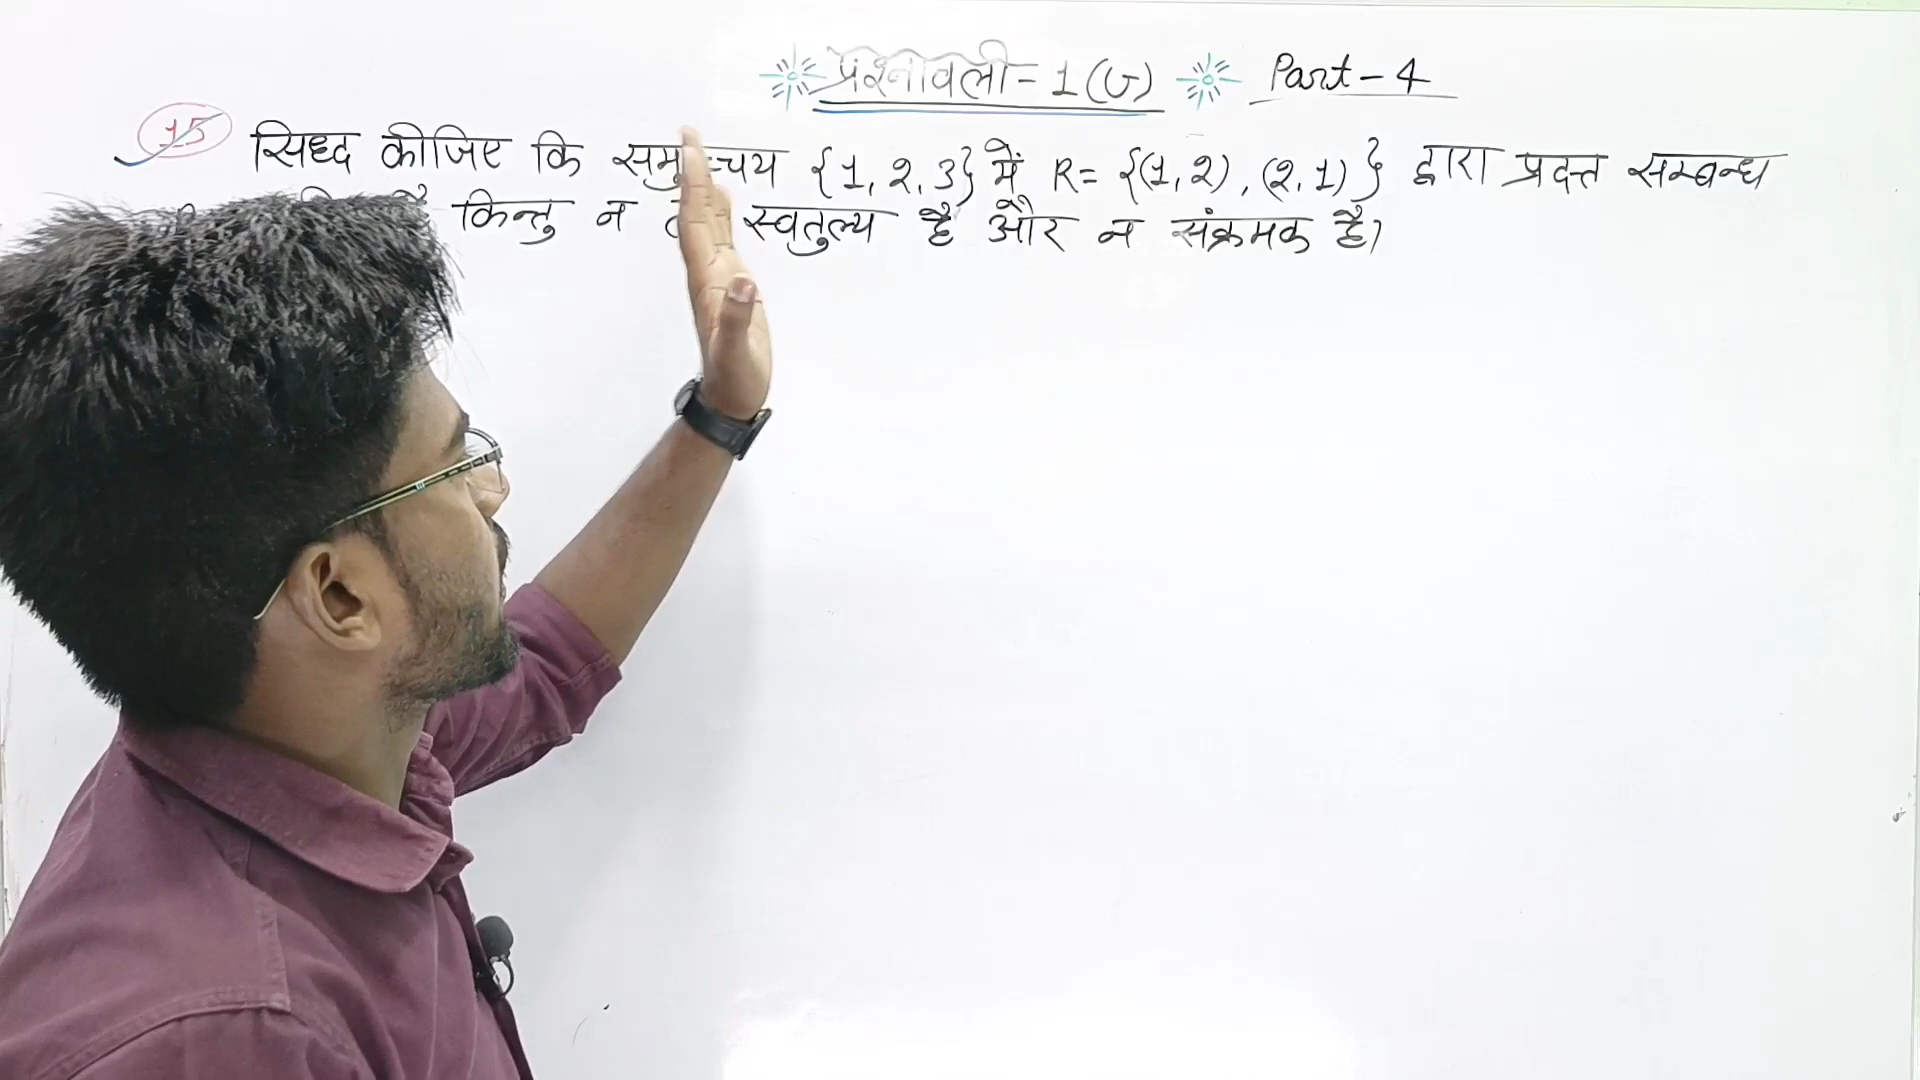 प्रश्नावली-1(U) Part-4
15 सिध्द कीजिए कि समुच्चय {1, 2, 3} में R= {(1, 2), (2, 1)} द्वारा प्रदत्त सम्बन्ध
किन्तु न स्वतुल्य है और न संक्रमक है।